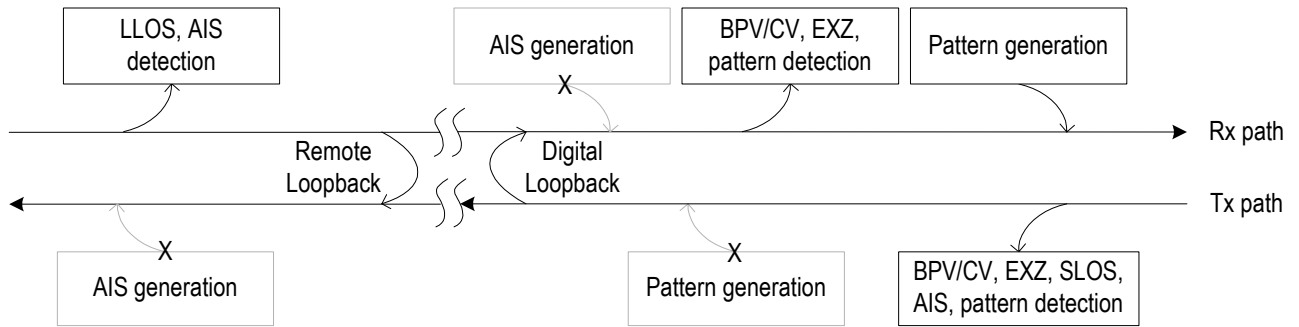 LLOS, AIS
detection
AIS generation
X
BPV/CV, EXZ,
pattern detection
Pattern generation
Rx path
Remote
Loopback
Digital
Loopback
Tx path
X
AIS generation
X
Pattern generation
BPV/CV, EXZ, SLOS,
AIS, pattern detection